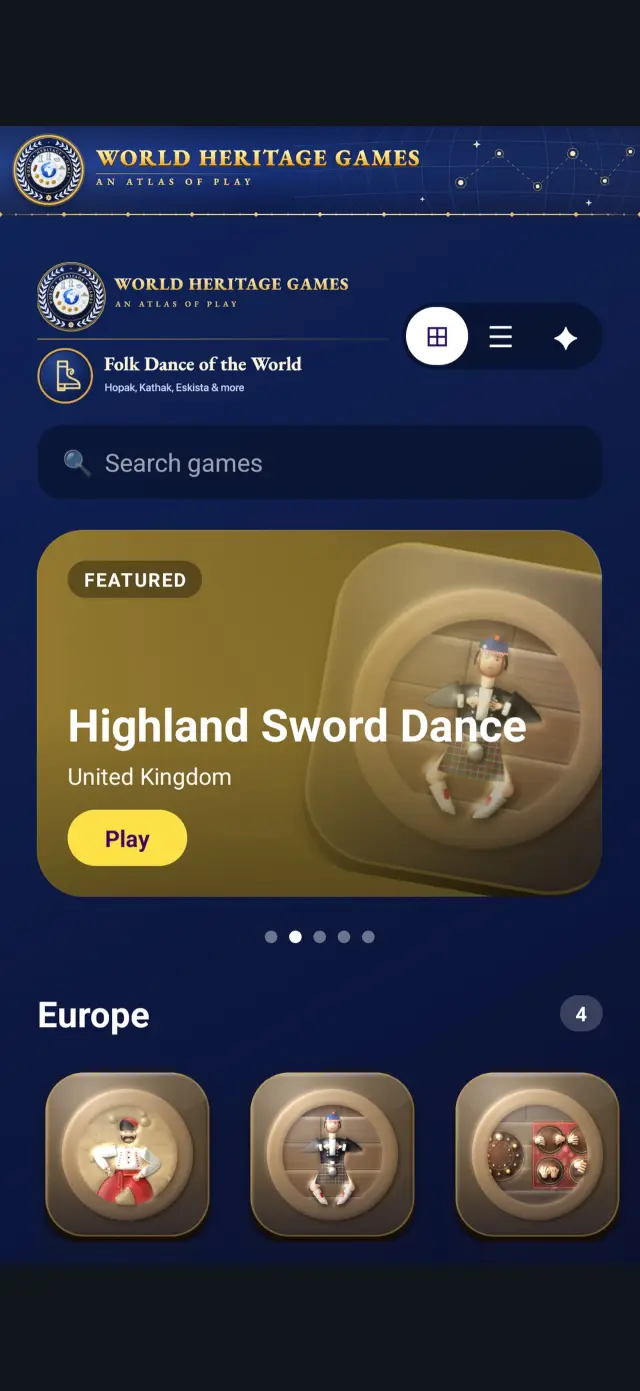 WORLD HERITAGE GAMES
AN ATLAS OF PLAY
WORLD HERITAGE GAMES
AN ATLAS OF PLAY
Folk Dance of the World
Hopak, Kathak, Eskista & more
Search games
FEATURED
Highland Sword Dance
United Kingdom
Play
Europe
4